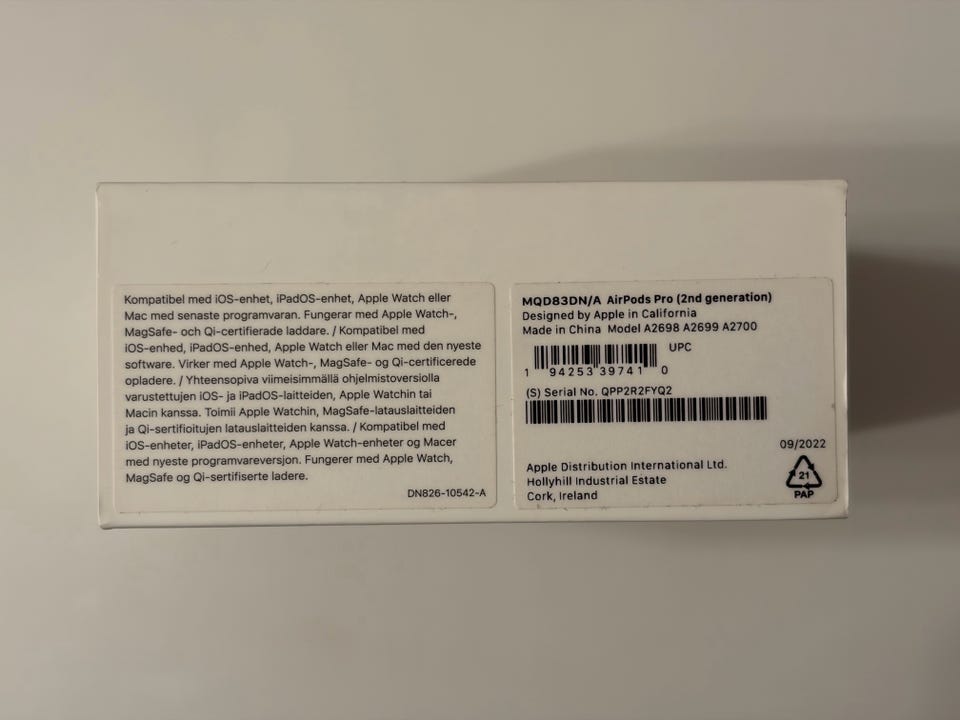 Kompatibel med iOS-enhet, iPadOS-enhet, Apple Watch eller
Mac med senaste programvaran. Fungerar med Apple Watch-,
MagSafe- och Qi-certifierade laddare. / Kompatibel med
iOS-enhed, iPadOS-enhed, Apple Watch eller Mac med den nyeste
software. Virker med Apple Watch-, MagSafe- og Qi-certificerede
opladere. / Yhteensopiva viimeisimmällä ohjelmistoversiolla
varustettujen iOS- ja iPadOS-laitteiden, Apple Watchin tai
Macin kanssa. Toimii Apple Watchin, MagSafe-latauslaitteiden
ja Qi-sertifioitujen latauslaitteiden kanssa. / Kompatibel med
iOS-enheter, iPadOS-enheter, Apple Watch-enheter og Macer
med nyeste programvareversjon. Fungerer med Apple Watch,
MagSafe og Qi-sertifiserte ladere.
DN826-10542-A
MQD83DN/A AirPods Pro (2nd generation)
Designed by Apple in California
Made in China Model A2698 A2699 A2700
UPC
1 94253 39741 0
(S) Serial No. QPP2R2FYQ2
09/2022
Apple Distribution International Ltd.
Hollyhill Industrial Estate
Cork, Ireland
21
PAP